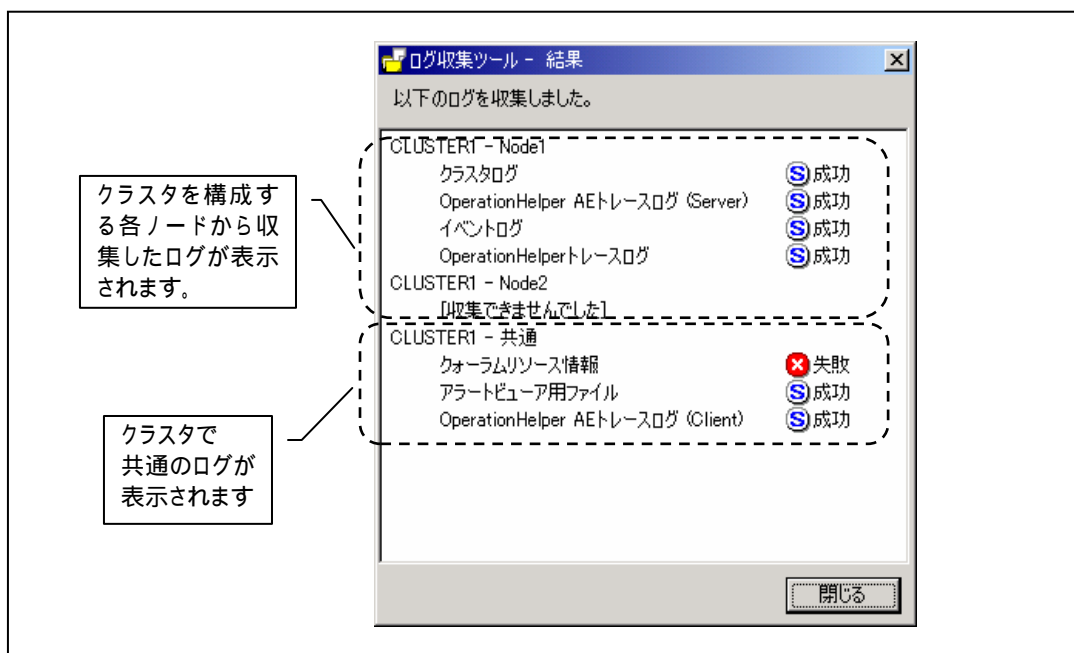 ログ収集ツール - 結果
以下のログを収集しました。
CLUSTER1 - Node1
クラスタログ 成功
OperationHelper AEトレースログ (Server) 成功
イベントログ 成功
OperationHelperトレースログ 成功
CLUSTER1 - Node2
[収集できませんでした]
CLUSTER1 - 共通
クォーラムリソース情報 失敗
アラートビューア用ファイル 成功
OperationHelper AEトレースログ (Client) 成功
閉じる
クラスタを構成す
る各ノードから収
集したログが表示
されます。
クラスタで
共通のログが
表示されます